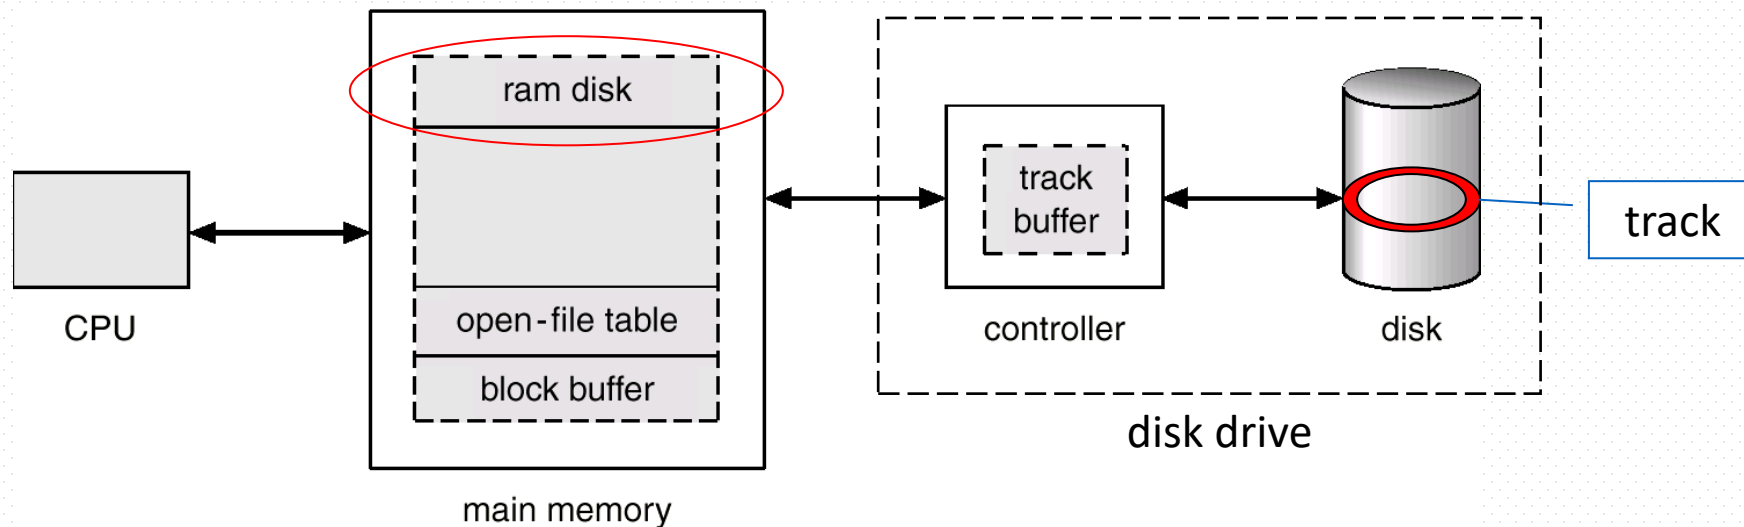 ram disk
track
buffer
track
open-file table
CPU
controller
disk
block buffer
disk drive
main memory